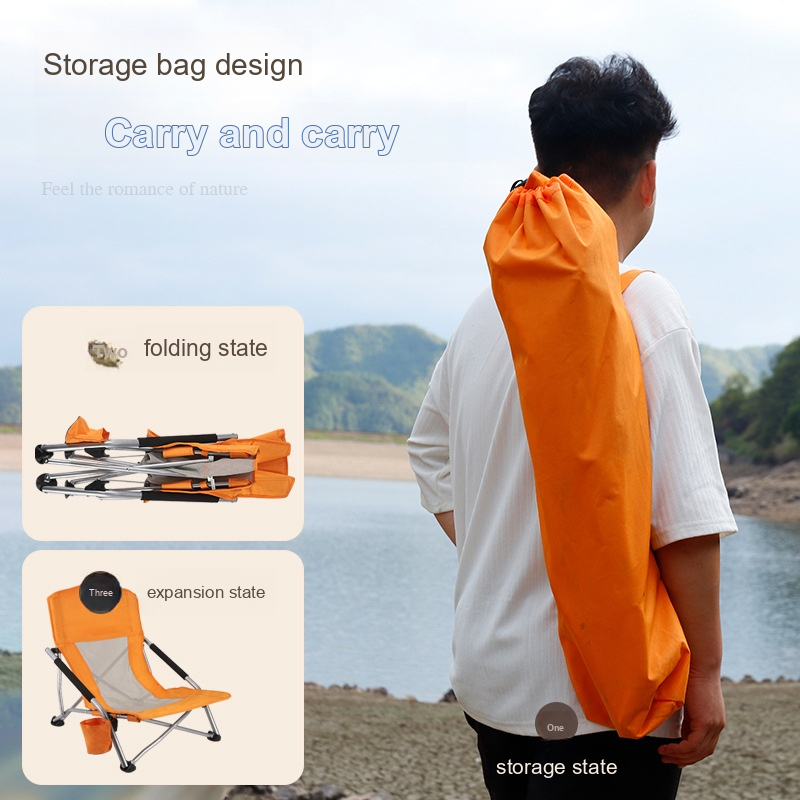 Storage bag design
Carry and carry
Feel the romance of nature
Two
folding state
Three
expansion state
One
storage state